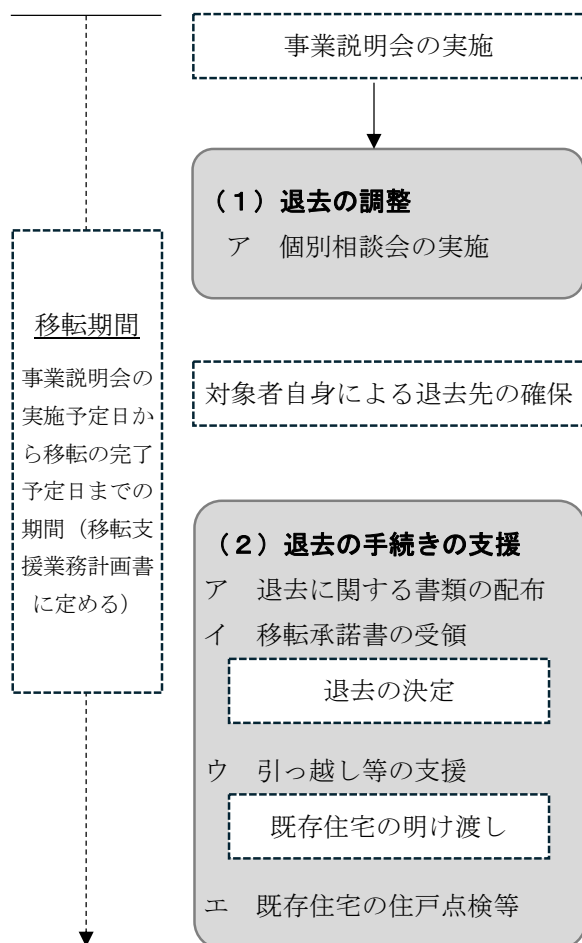 事業説明会の実施
（１）退去の調整
ア　個別相談会の実施
移転期間
事業説明会の
実施予定日か
ら移転の完了
予定日までの
期間（移転支
援業務計画書
に定める）
対象者自身による退去先の確保
（２）退去の手続きの支援
ア　退去に関する書類の配布
イ　移転承諾書の受領
退去の決定
ウ　引っ越し等の支援
既存住宅の明け渡し
エ　既存住宅の住戸点検等